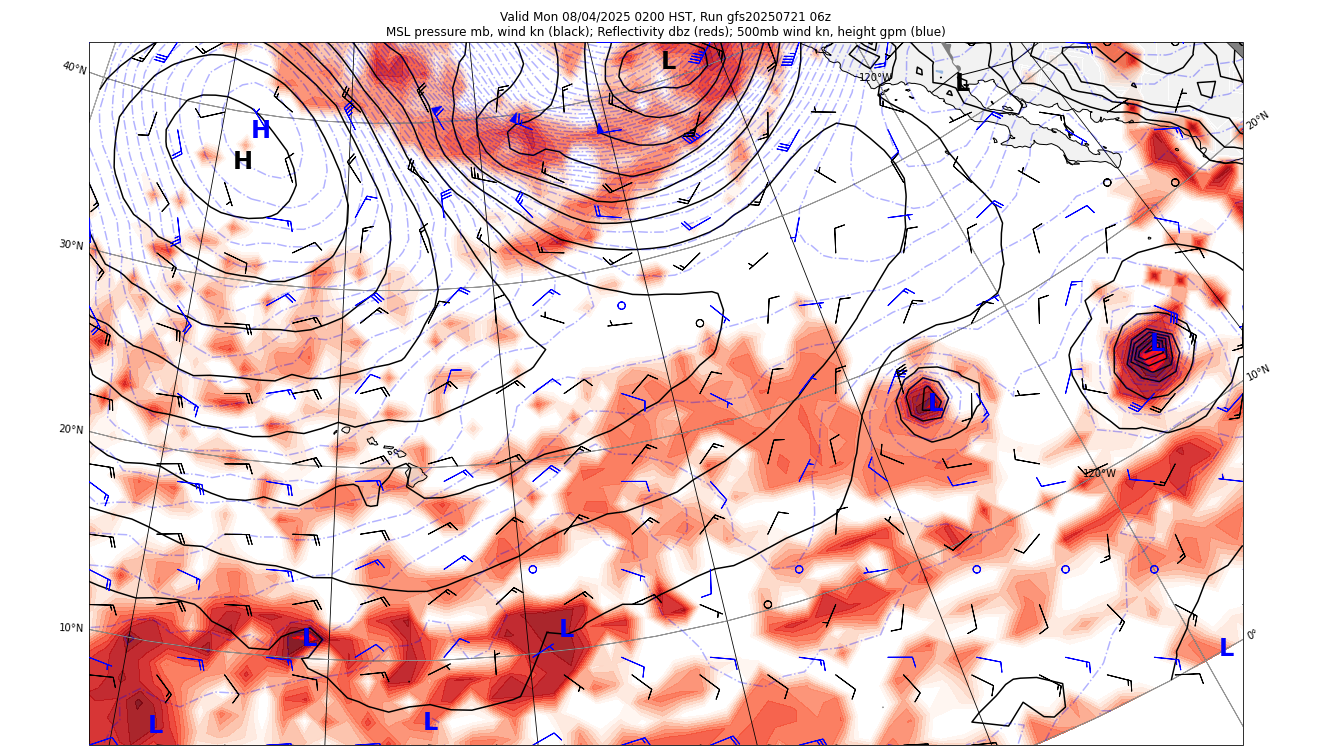 Valid Mon 08/04/2025 0200 HST, Run gfs20250721 06z
MSL pressure mb, wind kn (black); Reflectivity dbz (reds); 500mb wind kn, height gpm (blue)
40°N
L
120°W
L
20°N
H
H
30°N
L
10°N
L
20°N
120°W
10°N
L
L
0°
L
L
L